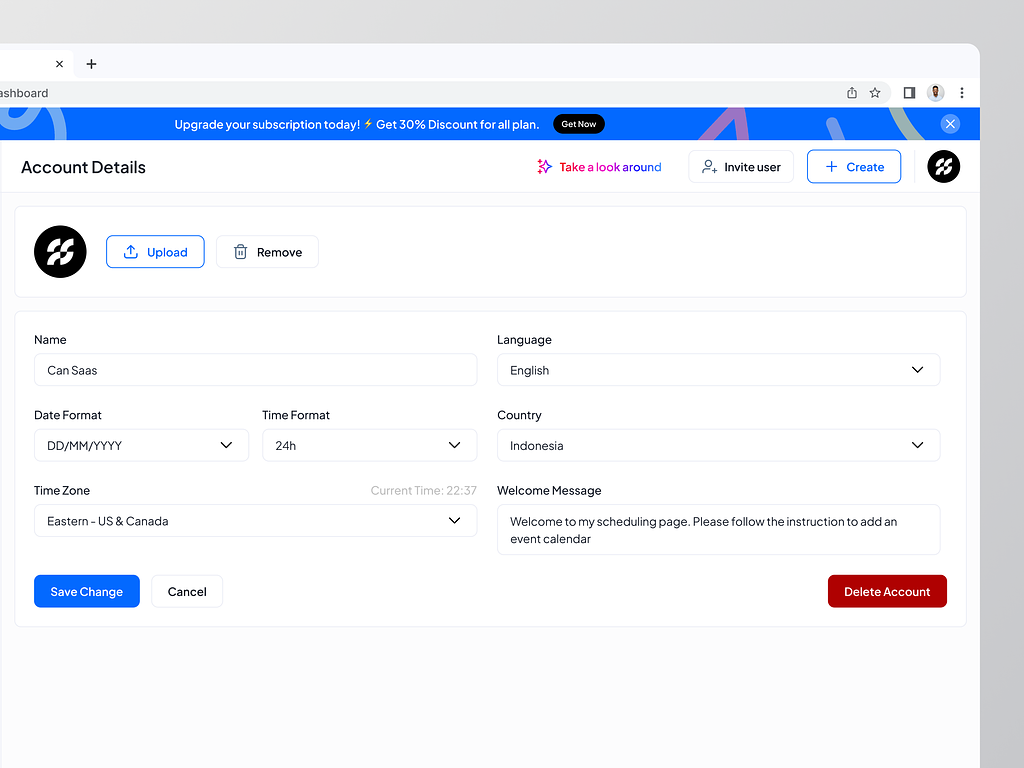 ashboard
Upgrade your subscription today! ⚡ Get 30% Discount for all plan.
Get Now
Account Details
Take a look around
Invite user
Create
Upload
Remove
Name
Can Saas
Language
English
Date Format
DD/MM/YYYY
Time Format
24h
Country
Indonesia
Time Zone
Current Time: 22:37
Eastern - US & Canada
Welcome Message
Welcome to my scheduling page. Please follow the instruction to add an
event calendar
Save Change
Cancel
Delete Account